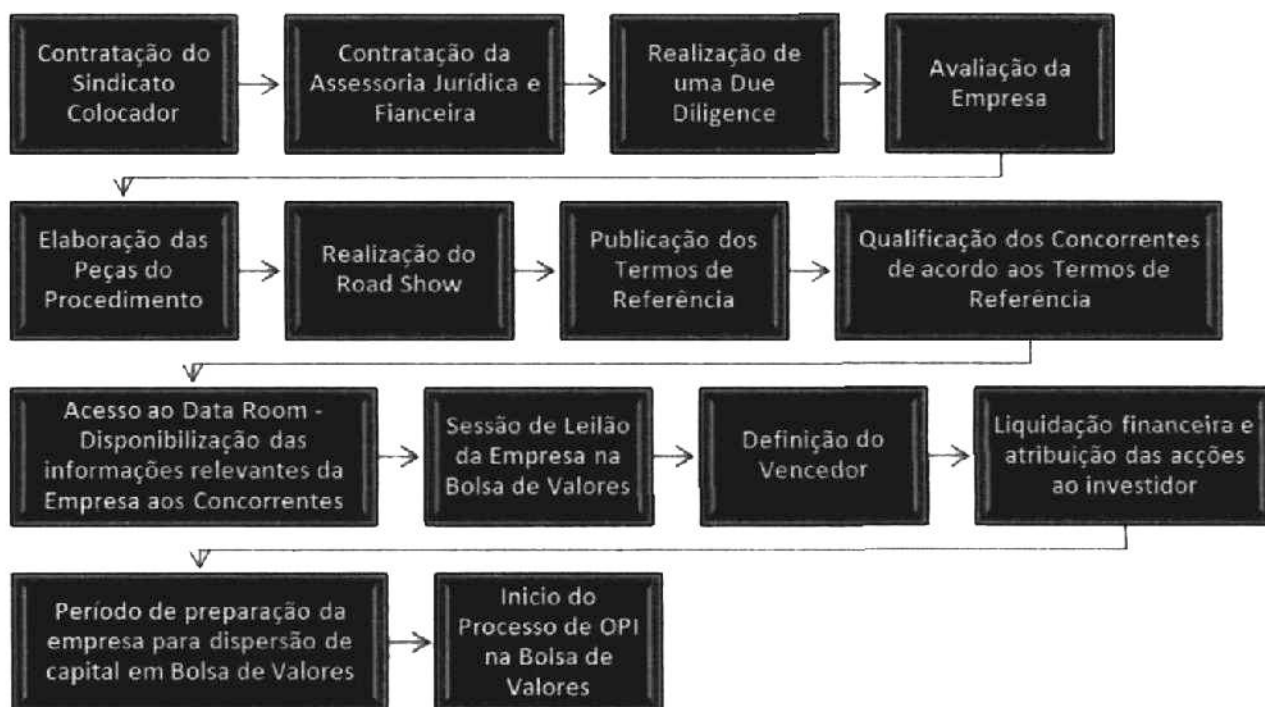 Contratação do
Sindicato
Colocador
Contratação da
Assessoria Jurídica e
Fianceira
Realização de
uma Due
Diligence
Avaliação da
Empresa
Elaboração das
Peças do
Procedimento
Realização do
Road Show
Publicação dos
Termos de
Referência
Qualificação dos Concorrentes
de acordo aos Termos de
Referência
Acesso ao Data Room -
Disponibilização das
informações relevantes da
Empresa aos Concorrentes
Sessão de Leilão
da Empresa na
Bolsa de Valores
Definição do
Vencedor
Liquidação financeira e
atribuição das acções
ao investidor
Período de preparação da
empresa para dispersão de
capital em Bolsa de Valores
Inicio do
Processo de OPI
na Bolsa de
Valores